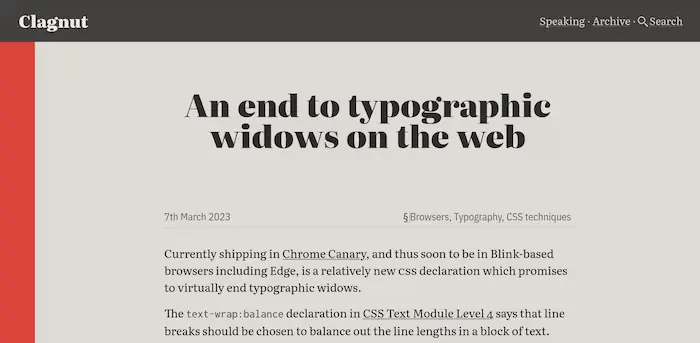 Clagnut
Speaking · Archive · Search
An end to typographic
widows on the web
7th March 2023
§ Browsers, Typography, CSS techniques
Currently shipping in Chrome Canary, and thus soon to be in Blink-based
browsers including Edge, is a relatively new CSS declaration which promises
to virtually end typographic widows.
The text-wrap:balance declaration in CSS Text Module Level 4 says that line
breaks should be chosen to balance out the line lengths in a block of text.